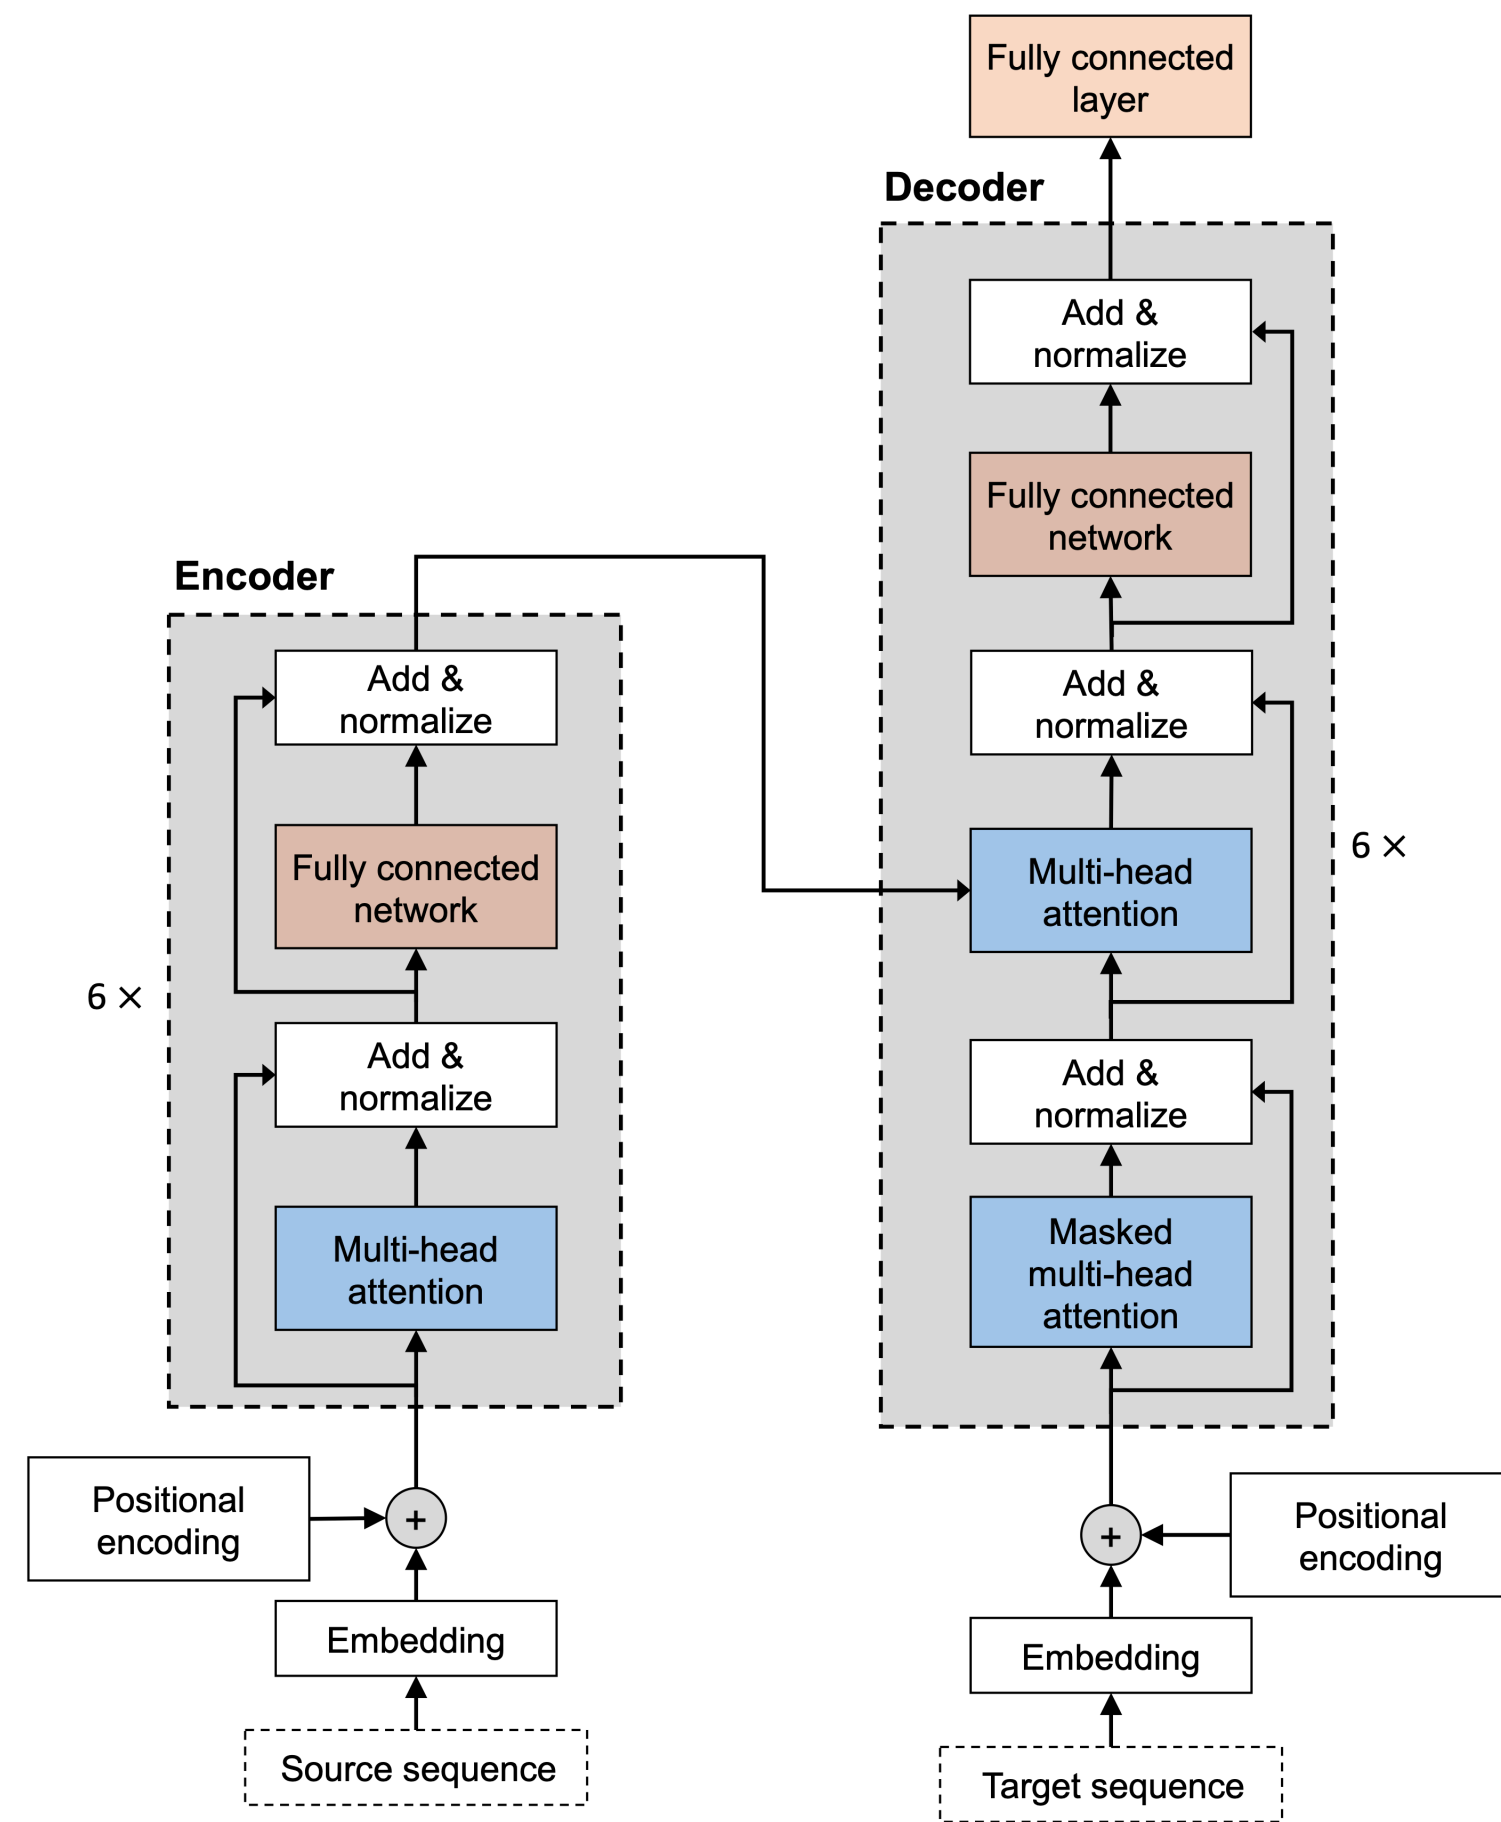 Fully connected
layer
Decoder
Add &
normalize
Fully connected
network
Add &
normalize
Multi-head
attention
6 ×
Add &
normalize
Masked
multi-head
attention
+
Positional
encoding
Embedding
Target sequence
Encoder
Add &
normalize
Fully connected
network
6 ×
Add &
normalize
Multi-head
attention
Positional
encoding
+
Embedding
Source sequence